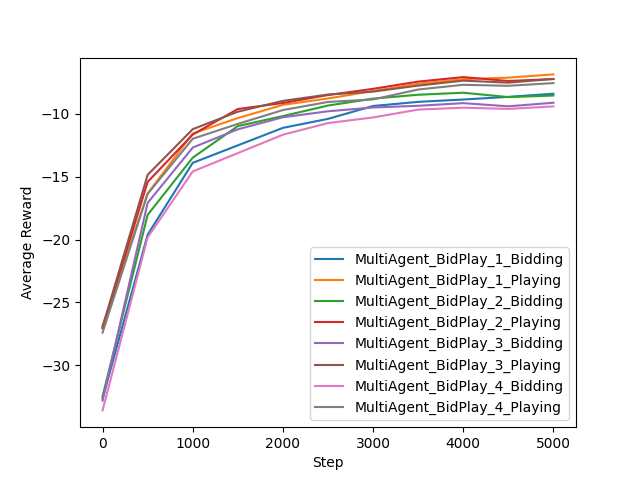 −10
−15
−20
−25
−30
Average Reward
0
1000
2000
3000
4000
5000
Step
MultiAgent_BidPlay_1_Bidding
MultiAgent_BidPlay_1_Playing
MultiAgent_BidPlay_2_Bidding
MultiAgent_BidPlay_2_Playing
MultiAgent_BidPlay_3_Bidding
MultiAgent_BidPlay_3_Playing
MultiAgent_BidPlay_4_Bidding
MultiAgent_BidPlay_4_Playing